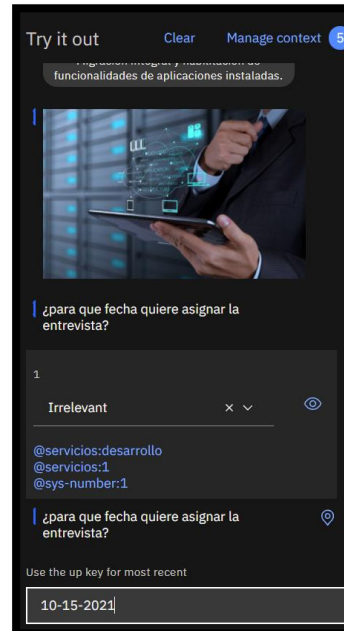 Try it out Clear Manage context 5
funcionalidades de aplicaciones instaladas.
¿para que fecha quiere asignar la
entrevista?
1
Irrelevant
@servicios:desarrollo
@servicios:1
@sys-number:1
¿para que fecha quiere asignar la
entrevista?
Use the up key for most recent
10-15-2021